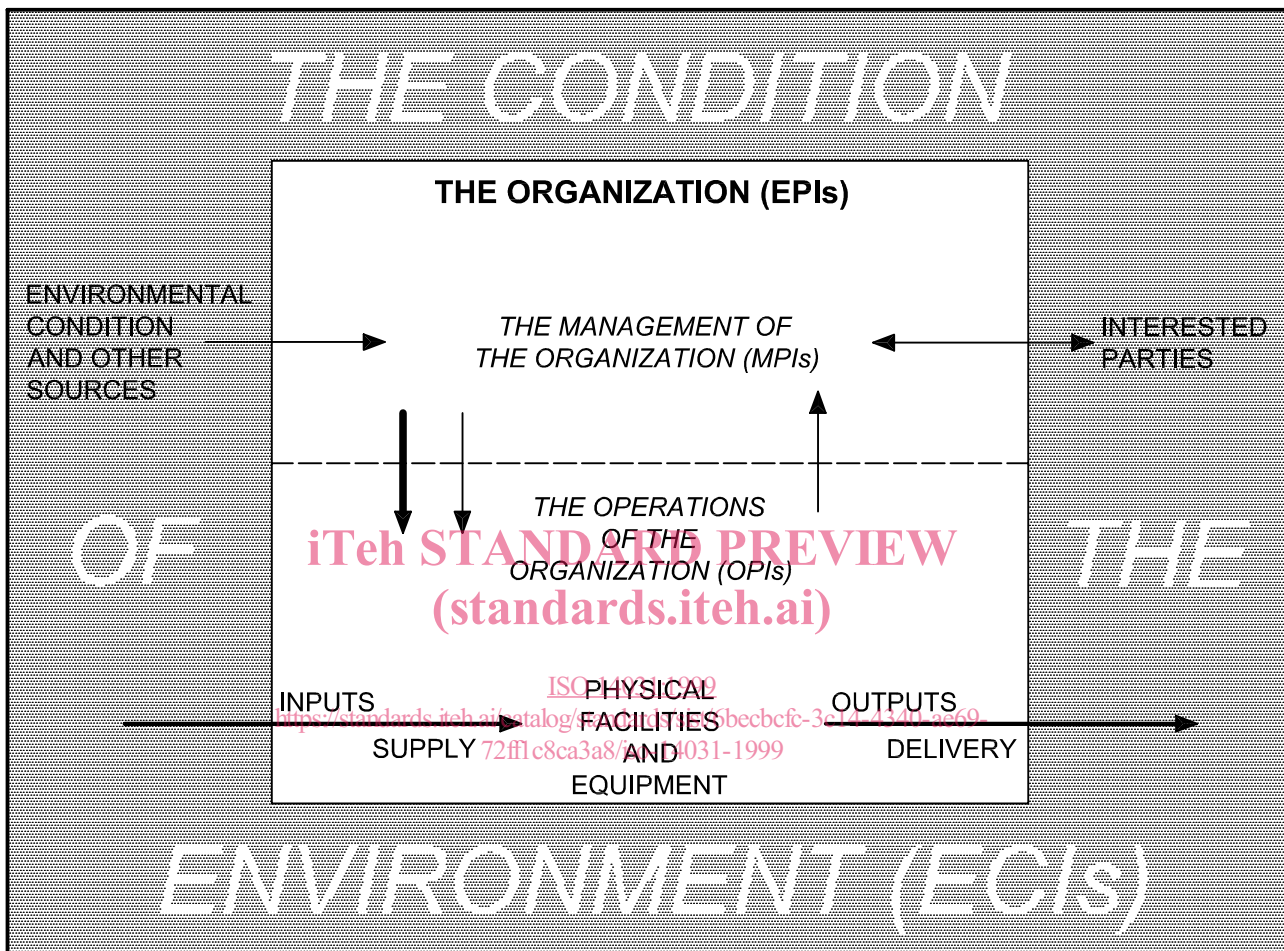 THE CONDITION
THE ORGANIZATION (EPIs)
ENVIRONMENTAL
CONDITION
AND OTHER
SOURCES
THE MANAGEMENT OF
THE ORGANIZATION (MPIs)
INTERESTED
PARTIES
OF
THE OPERATIONS
OF THE
ORGANIZATION (OPIs)
THE
iTeh STANDARD PREVIEW
(standards.iteh.ai)
ISO 14031:1999
INPUTS
SUPPLY
PHYSICAL
FACILITIES
AND
EQUIPMENT
OUTPUTS
DELIVERY
72ff1c8ca3a8/iso-14031-1999
ENVIRONMENT (ECIs)